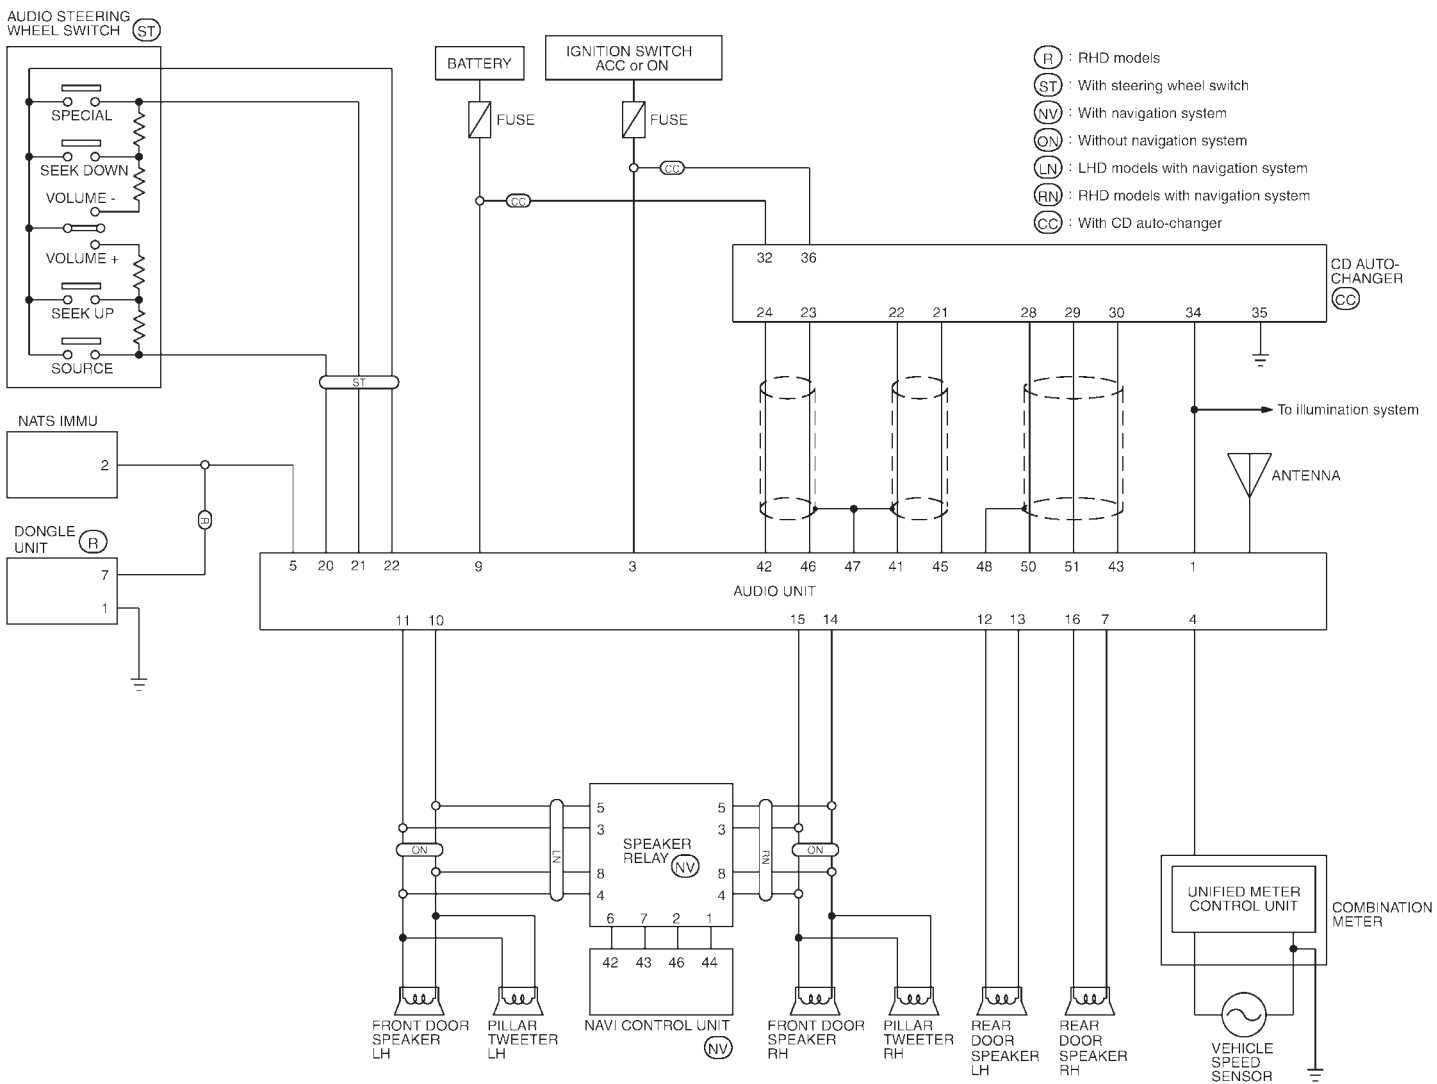 AUDIO STEERING
WHEEL SWITCH ST
SPECIAL
SEEK DOWN
VOLUME -
VOLUME +
SEEK UP
SOURCE
ST
NATS IMMU
2
R
DONGLE
UNIT R
7
1
BATTERY
FUSE
IGNITION SWITCH
ACC or ON
FUSE
CC
CC
R : RHD models
ST : With steering wheel switch
NV : With navigation system
ON : Without navigation system
LN : LHD models with navigation system
RN : RHD models with navigation system
CC : With CD auto-changer
32 36
CD AUTO-
CHANGER
CC
24 23 22 21 28 29 30 34 35
To illumination system
ANTENNA
5 20 21 22 9 3 42 46 47 41 45 48 50 51 43 1
AUDIO UNIT
11 10 15 14 12 13 16 7 4
5 5
3 3
SPEAKER
RELAY NV
ON LN RN ON
8 8
4 4
6 7 2 1
42 43 46 44
NAVI CONTROL UNIT
NV
UNIFIED METER
CONTROL UNIT
COMBINATION
METER
FRONT DOOR
SPEAKER
LH
PILLAR
TWEETER
LH
FRONT DOOR
SPEAKER
RH
PILLAR
TWEETER
RH
REAR
DOOR
SPEAKER
LH
REAR
DOOR
SPEAKER
RH
VEHICLE
SPEED
SENSOR